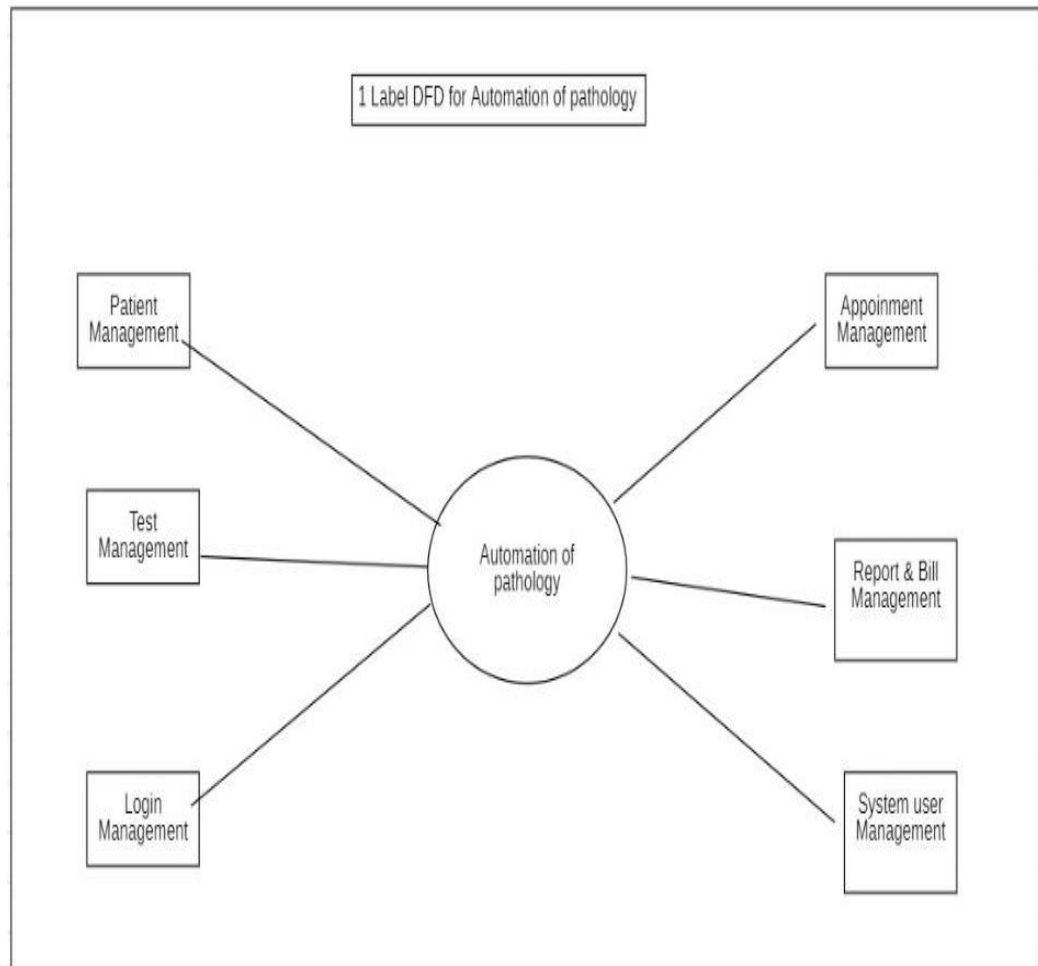 1 Label DFD for Automation of pathology
Patient
Management
Appoinment
Management
Test
Management
Automation of
pathology
Report & Bill
Management
Login
Management
System user
Management